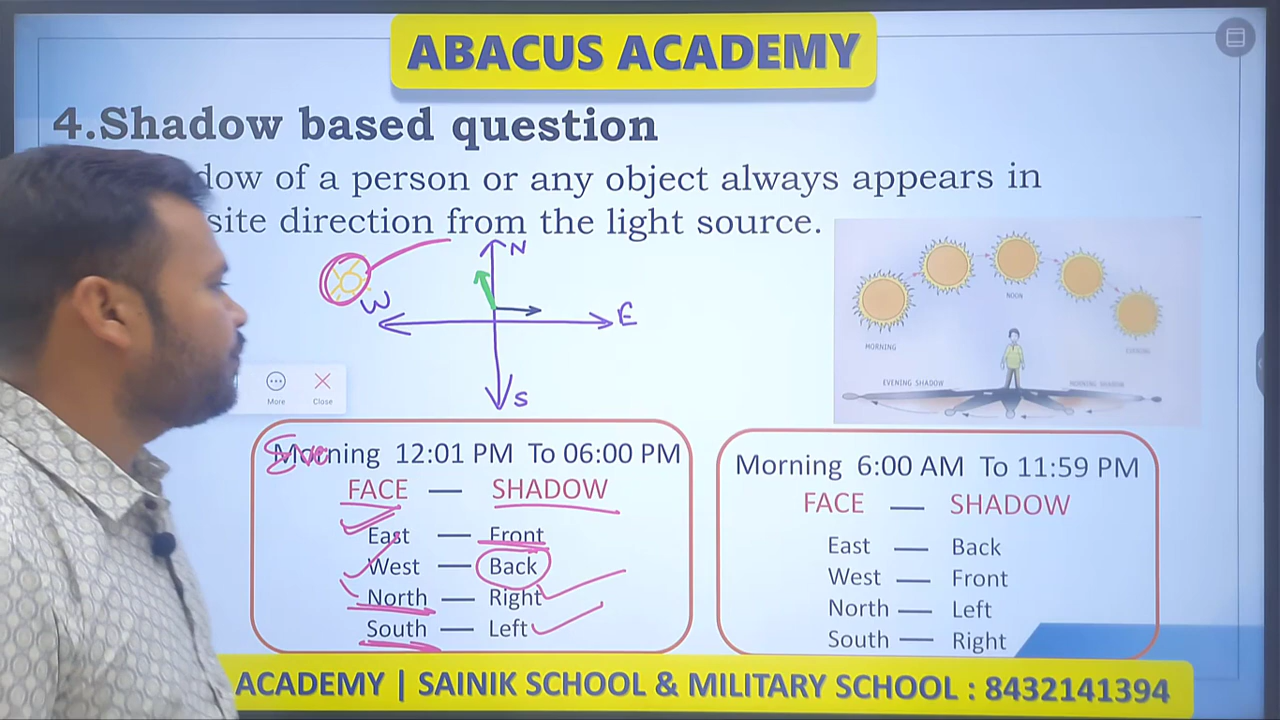 ABACUS ACADEMY
4.Shadow based question
dow of a person or any object always appears in
site direction from the light source.
N
W
E
S
MORNING
NOON
EVENING
EVENING SHADOW
MORNING SHADOW
More
Close
Eve
Morning 12:01 PM To 06:00 PM
FACE — SHADOW
East — Front
West — Back
North — Right
South — Left
Morning 6:00 AM To 11:59 PM
FACE — SHADOW
East — Back
West — Front
North — Left
South — Right
ACADEMY | SAINIK SCHOOL & MILITARY SCHOOL : 8432141394